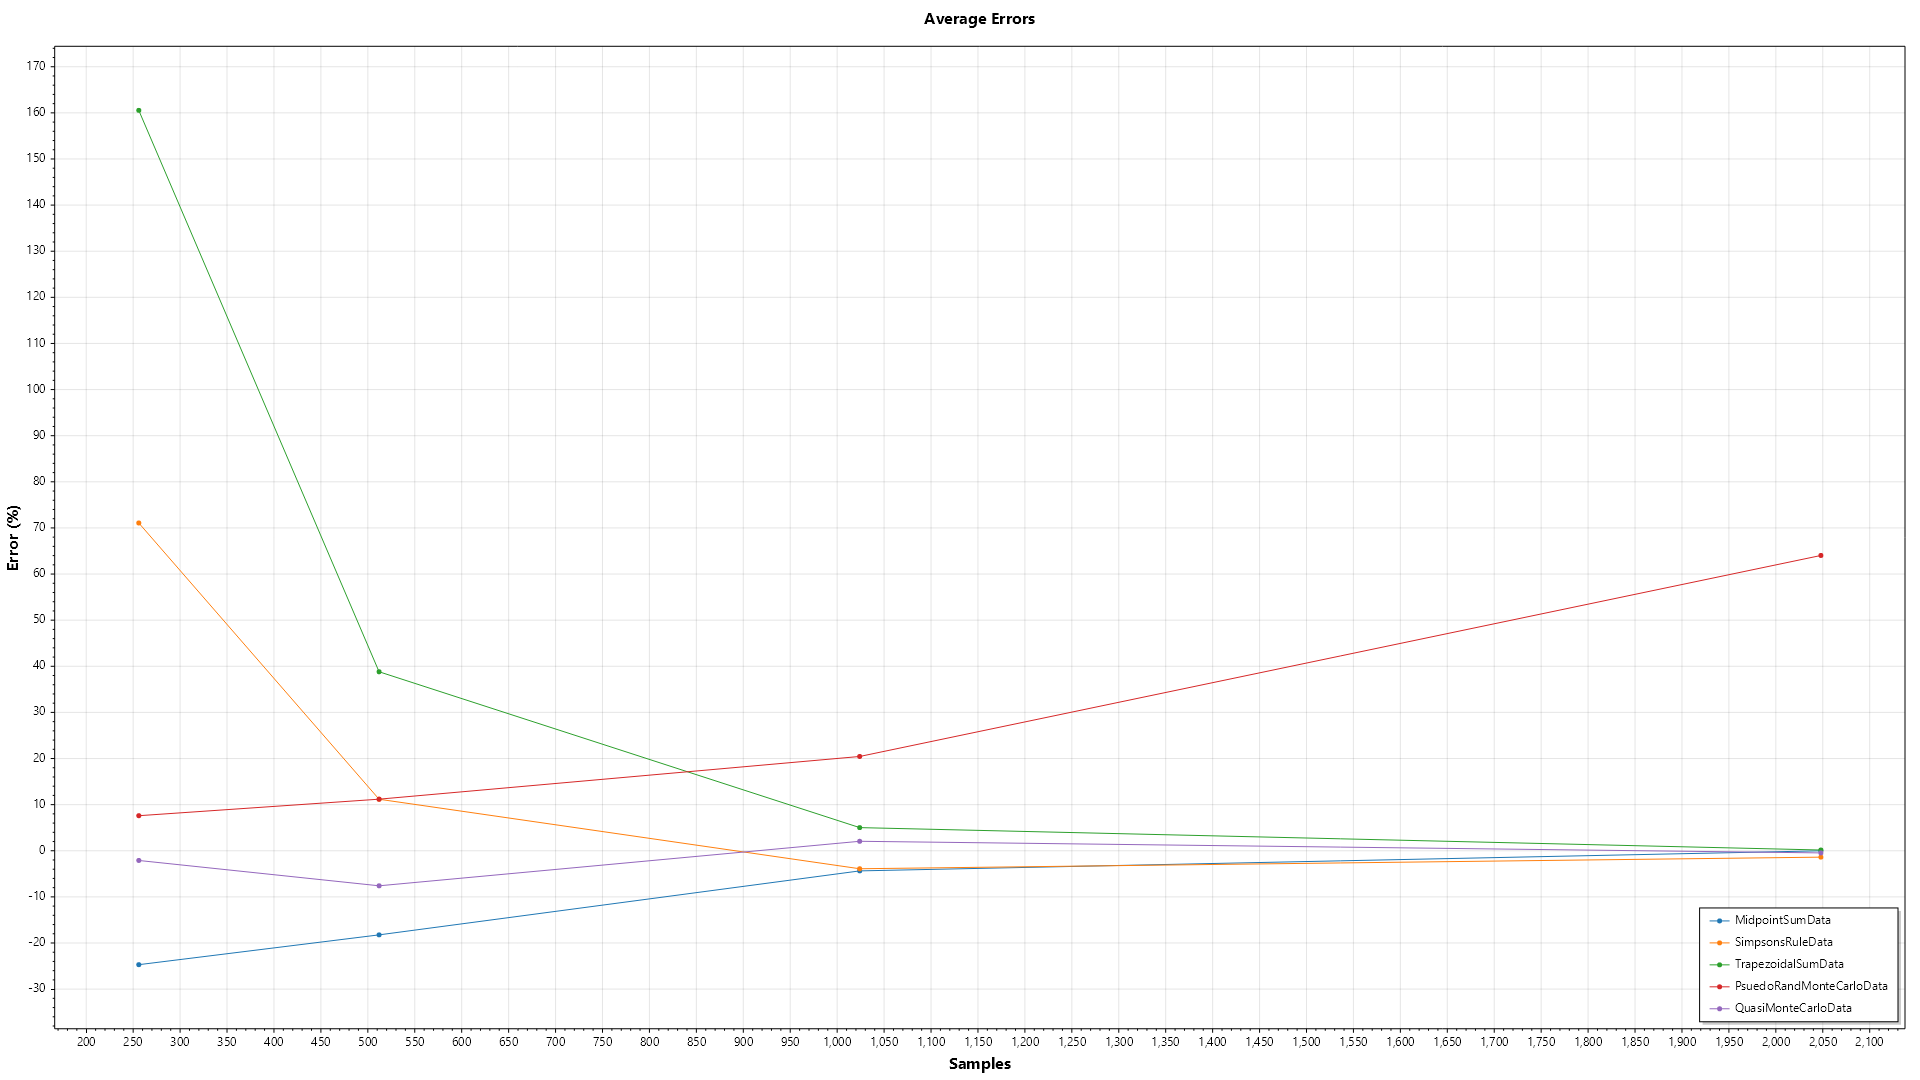 Average Errors
170
160
150
140
130
120
110
100
90
80
70
60
50
40
30
20
10
0
-10
-20
-30
Error (%)
MidpointSumData
SimpsonsRuleData
TrapezoidalSumData
PsuedoRandMonteCarloData
QuasiMonteCarloData
200 250 300 350 400 450 500 550 600 650 700 750 800 850 900 950 1,000 1,050 1,100 1,150 1,200 1,250 1,300 1,350 1,400 1,450 1,500 1,550 1,600 1,650 1,700 1,750 1,800 1,850 1,900 1,950 2,000 2,050 2,100
Samples